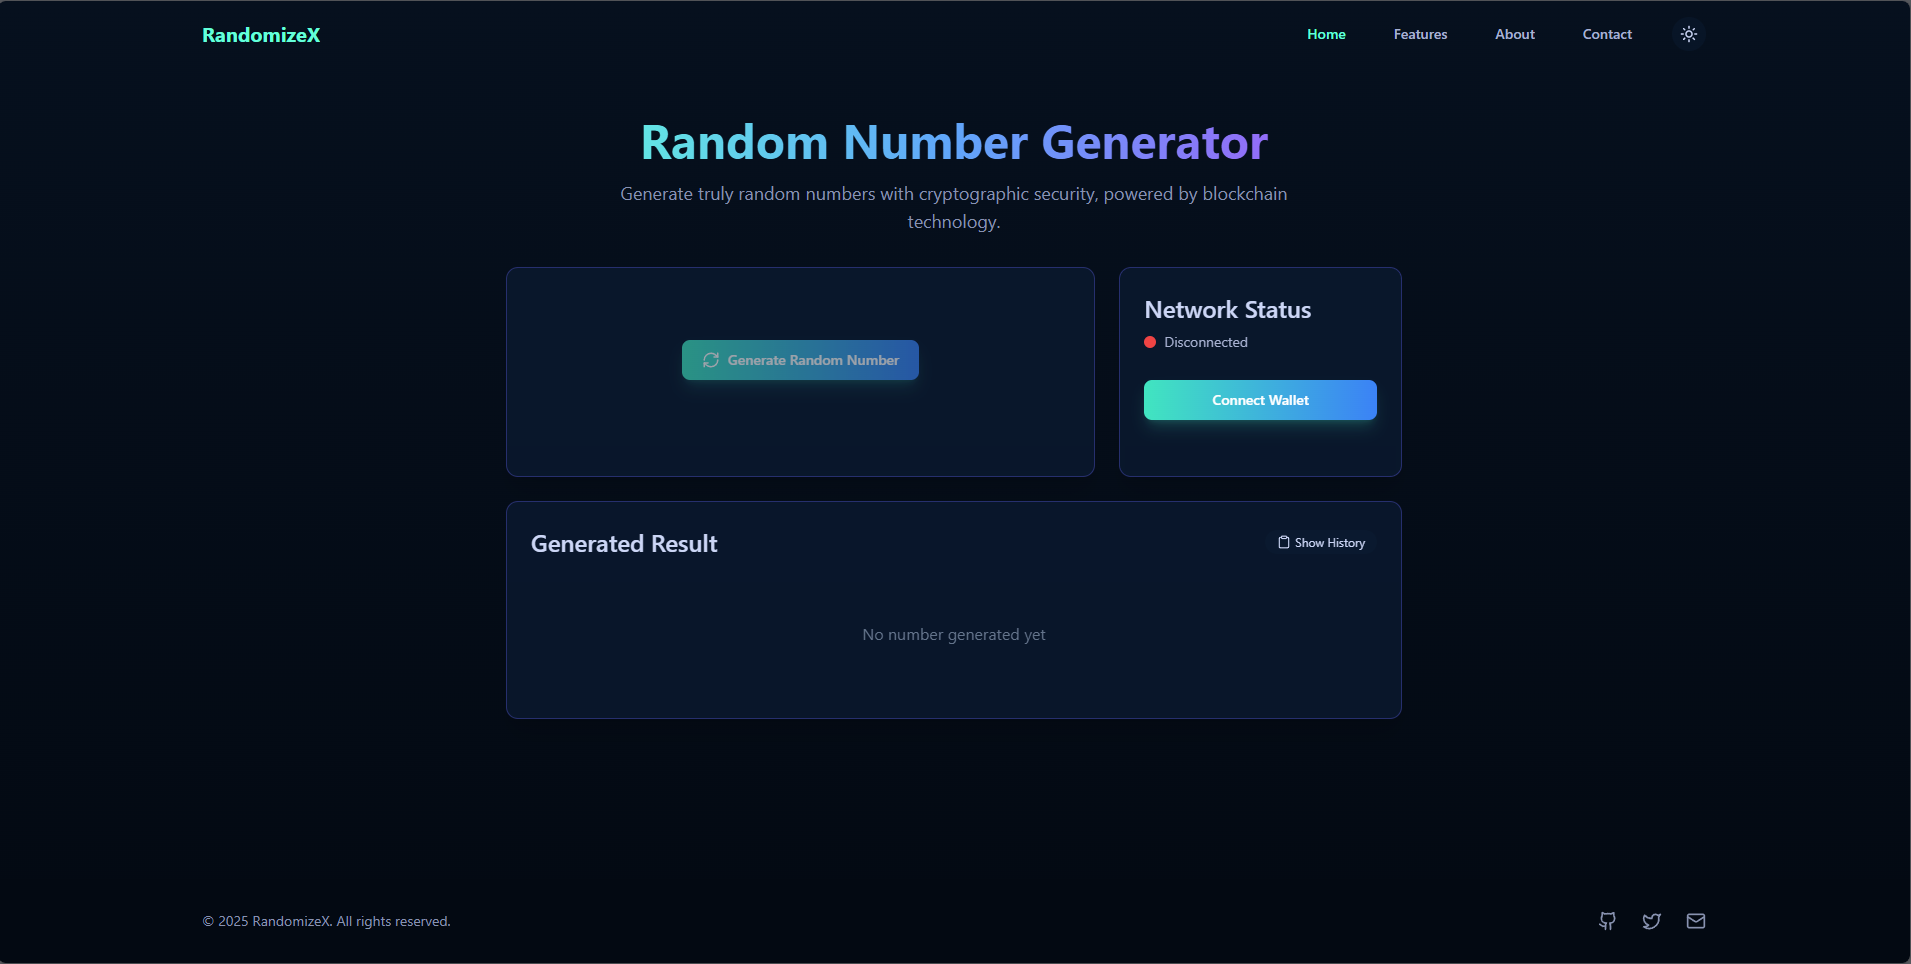 RandomizeX
Home
Features
About
Contact
Random Number Generator
Generate truly random numbers with cryptographic security, powered by blockchain
technology.
Generate Random Number
Network Status
Disconnected
Connect Wallet
Generated Result
Show History
No number generated yet
© 2025 RandomizeX. All rights reserved.